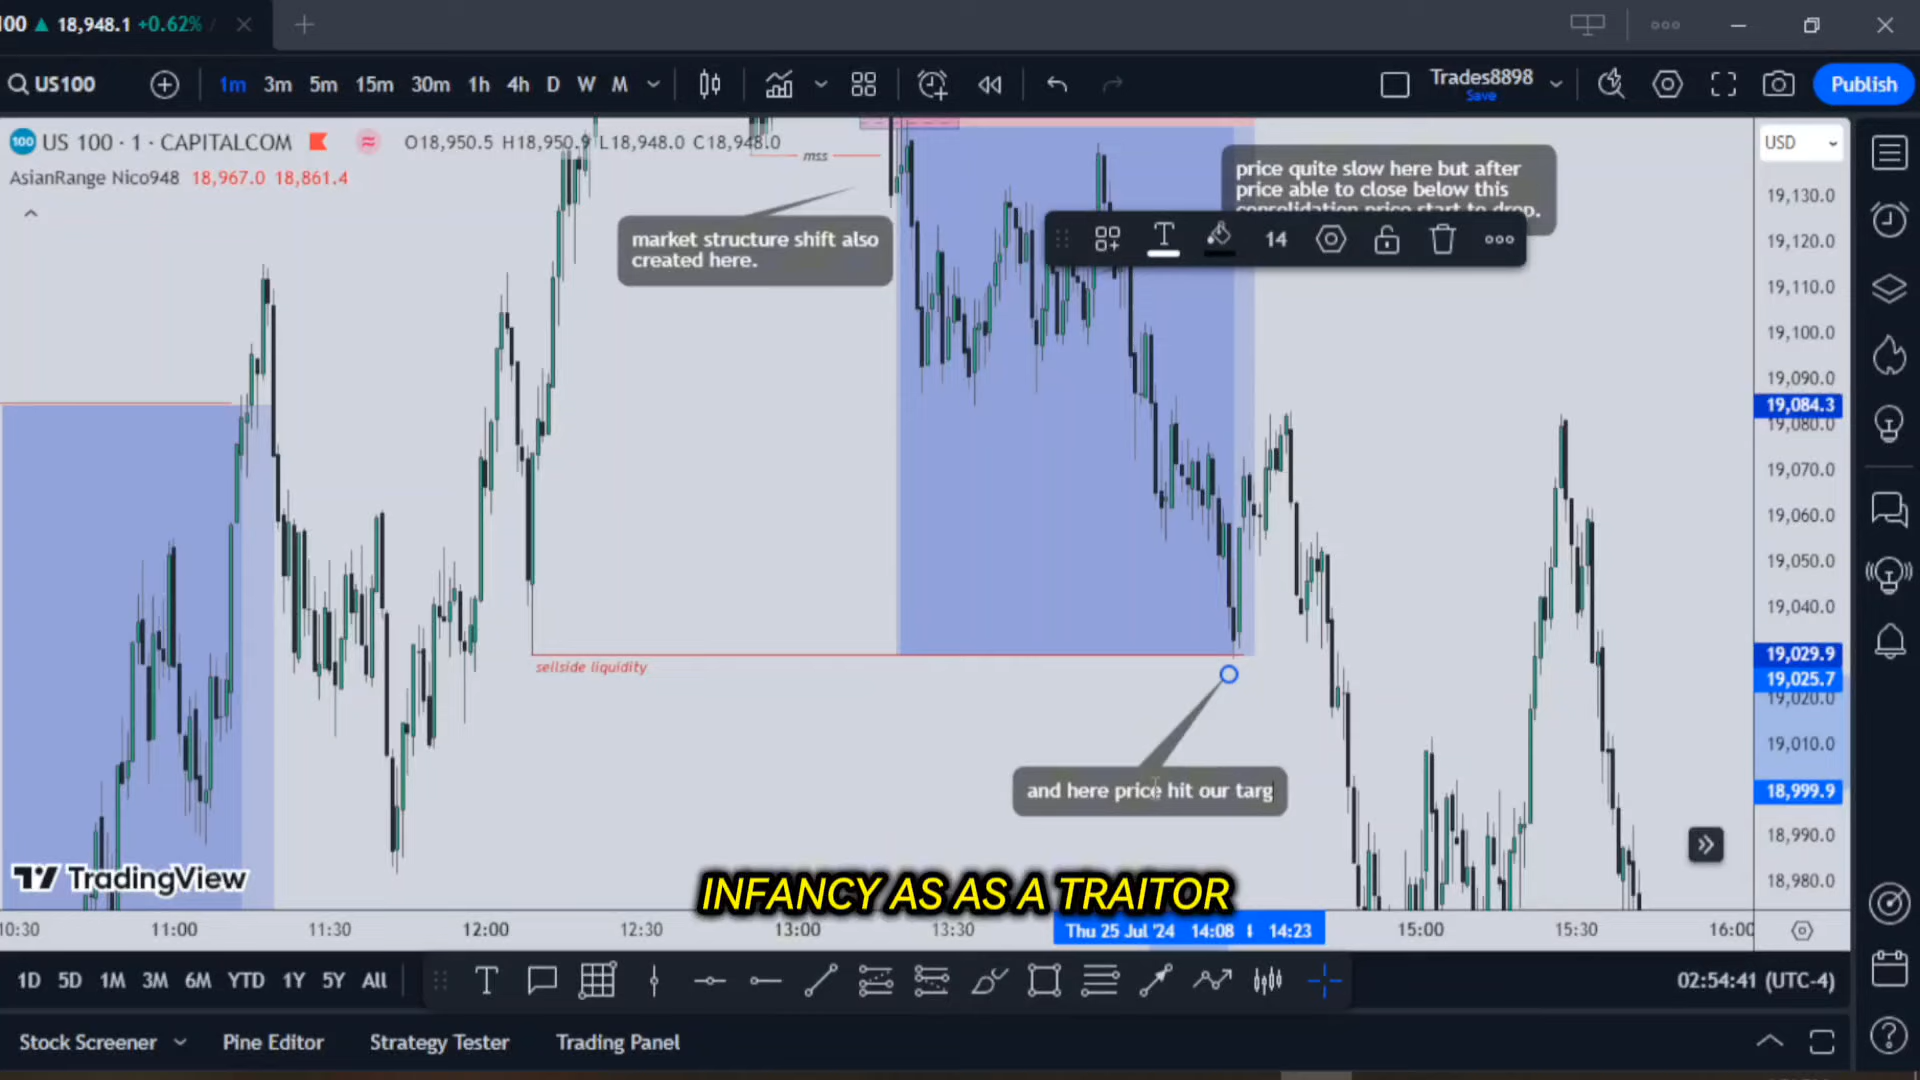 00 ▲ 18,948.1 +0.62% /
US100
1m 3m 5m 15m 30m 1h 4h D W M
Trades8898
Save
Publish
100 US 100 · 1 · CAPITALCOM
O18,950.5 H18,950.9 L18,948.0 C18,948.0
AsianRange Nico948 18,967.0 18,861.4
mss
USD
market structure shift also
created here.
price quite slow here but after
price able to close below this
consolidation price start to drop.
14
19,130.0
19,120.0
19,110.0
19,100.0
19,090.0
19,084.3
19,080.0
19,070.0
19,060.0
19,050.0
19,040.0
19,029.9
19,025.7
19,020.0
19,010.0
18,999.9
18,990.0
18,980.0
sellside liquidity
and here price hit our targ
TradingView
INFANCY AS AS A TRAITOR
10:30 11:00 11:30 12:00 12:30 13:00 13:30 Thu 25 Jul '24 14:08 14:23 15:00 15:30 16:00
1D 5D 1M 3M 6M YTD 1Y 5Y All
02:54:41 (UTC-4)
Stock Screener Pine Editor Strategy Tester Trading Panel